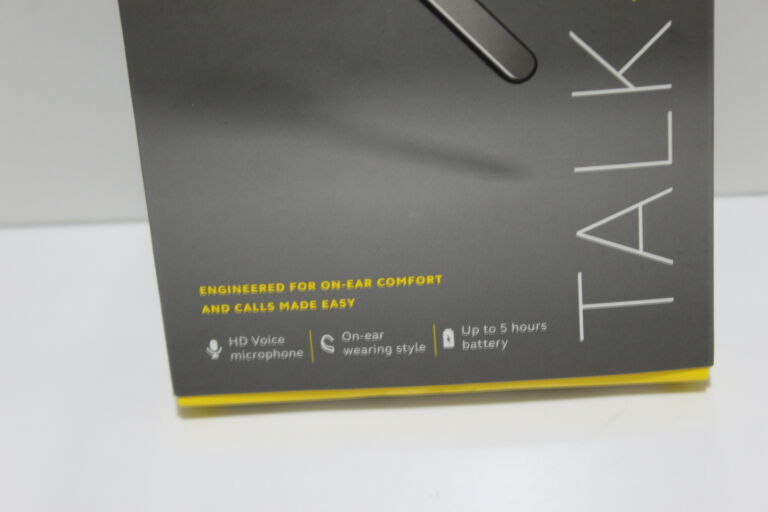 TALK
ENGINEERED FOR ON-EAR COMFORT
AND CALLS MADE EASY
HD Voice
microphone
On-ear
wearing style
Up to 5 hours
battery